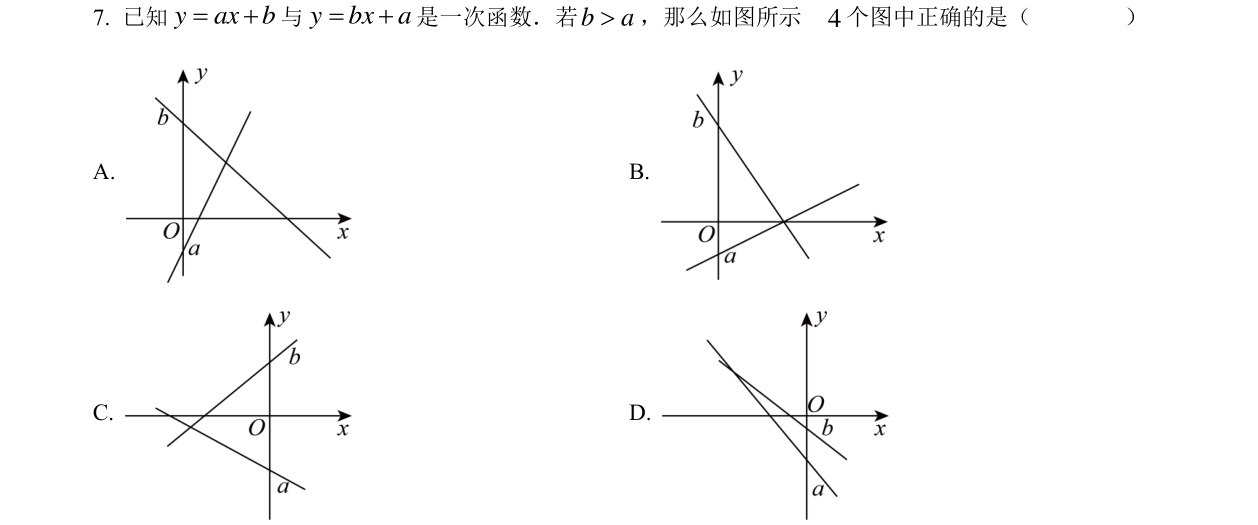 7. 已知 y = ax + b 与 y = bx + a 是一次函数．若 b > a ，那么如图所示 4 个图中正确的是（ ）
A. y b O a x
B. y b O a x
C. y b O x a
D. y O b x a